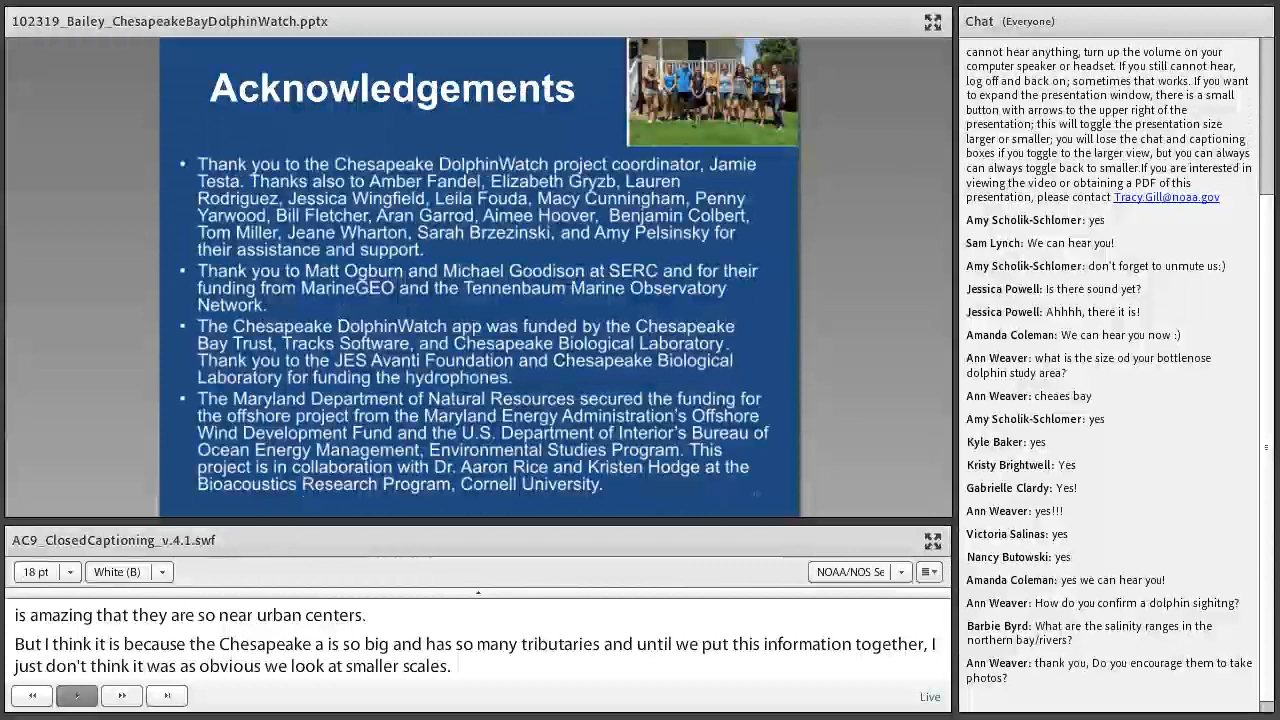 102319_Bailey_ChesapeakeBayDolphinWatch.pptx
Acknowledgements
• Thank you to the Chesapeake DolphinWatch project coordinator, Jamie
Testa. Thanks also to Amber Fandel, Elizabeth Gryzb, Lauren
Rodriguez, Jessica Wingfield, Leila Fouda, Macy Cunningham, Penny
Yarwood, Bill Fletcher, Aran Garrod, Aimee Hoover, Benjamin Colbert,
Tom Miller, Jeane Wharton, Sarah Brzezinski, and Amy Pelsinsky for
their assistance and support.
• Thank you to Matt Ogburn and Michael Goodison at SERC and for their
funding from MarineGEO and the Tennenbaum Marine Observatory
Network.
• The Chesapeake DolphinWatch app was funded by the Chesapeake
Bay Trust, Tracks Software, and Chesapeake Biological Laboratory.
Thank you to the JES Avanti Foundation and Chesapeake Biological
Laboratory for funding the hydrophones.
• The Maryland Department of Natural Resources secured the funding for
the offshore project from the Maryland Energy Administration's Offshore
Wind Development Fund and the U.S. Department of Interior's Bureau of
Ocean Energy Management, Environmental Studies Program. This
project is in collaboration with Dr. Aaron Rice and Kristen Hodge at the
Bioacoustics Research Program, Cornell University.
AC9_ClosedCaptioning_v.4.1.swf
18 pt White (B) NOAA/NOS Se
is amazing that they are so near urban centers.
But I think it is because the Chesapeake a is so big and has so many tributaries and until we put this information together, I
just don't think it was as obvious we look at smaller scales.
Live
Chat (Everyone)
cannot hear anything, turn up the volume on your
computer speaker or headset. If you still cannot hear,
log off and back on; sometimes that works. If you want
to expand the presentation window, there is a small
button with arrows to the upper right of the
presentation; this will toggle the presentation size
larger or smaller; you will lose the chat and captioning
boxes if you toggle to the larger view, but you can always
can always toggle back to smaller.If you are interested in
viewing the video or obtaining a PDF of this
presentation, please contact Tracy.Gill@noaa.gov
Amy Scholik-Schlomer: yes
Sam Lynch: We can hear you!
Amy Scholik-Schlomer: don't forget to unmute us:)
Jessica Powell: Is there sound yet?
Jessica Powell: Ahhhh, there it is!
Amanda Coleman: We can hear you now :)
Ann Weaver: what is the size od your bottlenose
dolphin study area?
Ann Weaver: cheaes bay
Amy Scholik-Schlomer: yes
Kyle Baker: yes
Kristy Brightwell: Yes
Gabrielle Clardy: Yes!
Ann Weaver: yes!!!
Victoria Salinas: yes
Nancy Butowski: yes
Amanda Coleman: yes we can hear you!
Ann Weaver: How do you confirm a dolphin sighitng?
Barbie Byrd: What are the salinity ranges in the
northern bay/rivers?
Ann Weaver: thank you, Do you encourage them to take
photos?